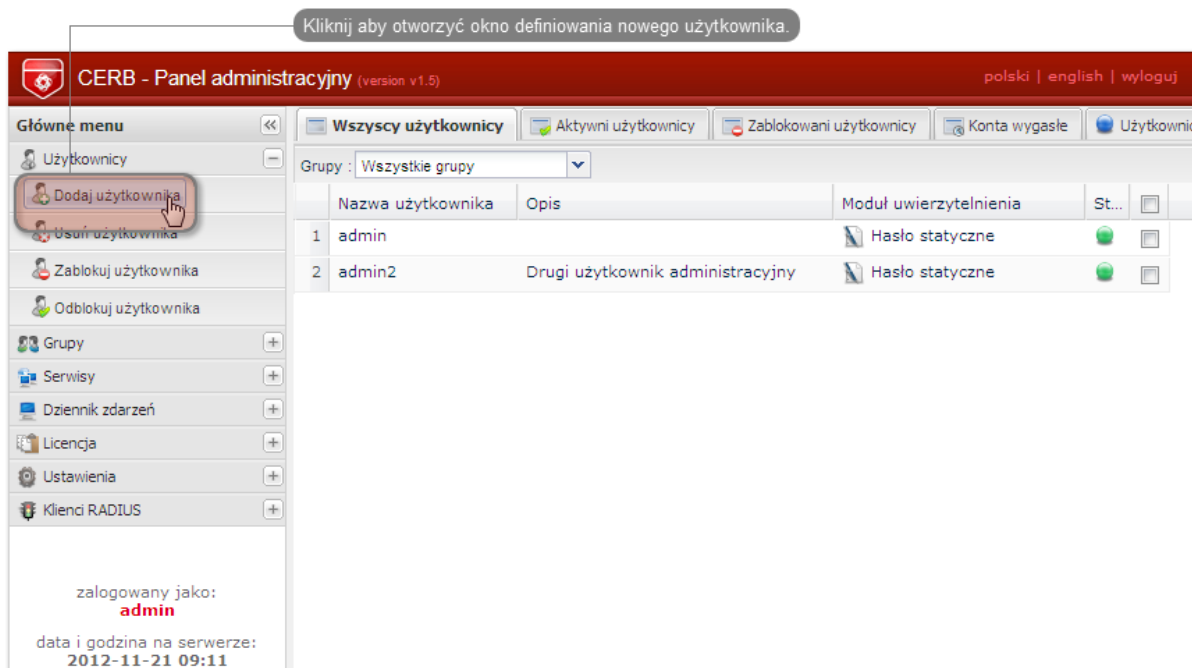 Kliknij aby otworzyć okno definiowania nowego użytkownika.
CERB - Panel administracyjny (version v1.5)
polski | english | wyloguj
Główne menu
Wszyscy użytkownicy
Aktywni użytkownicy
Zablokowani użytkownicy
Konta wygasłe
Użytkownic
Użytkownicy
Grupy : Wszystkie grupy
Dodaj użytkownika
Nazwa użytkownika
Opis
Moduł uwierzytelnienia
St...
Usuń użytkownika
1 admin Hasło statyczne
Zablokuj użytkownika
2 admin2 Drugi użytkownik administracyjny Hasło statyczne
Odblokuj użytkownika
Grupy
Serwisy
Dziennik zdarzeń
Licencja
Ustawienia
Klienci RADIUS
zalogowany jako:
admin
data i godzina na serwerze:
2012-11-21 09:11